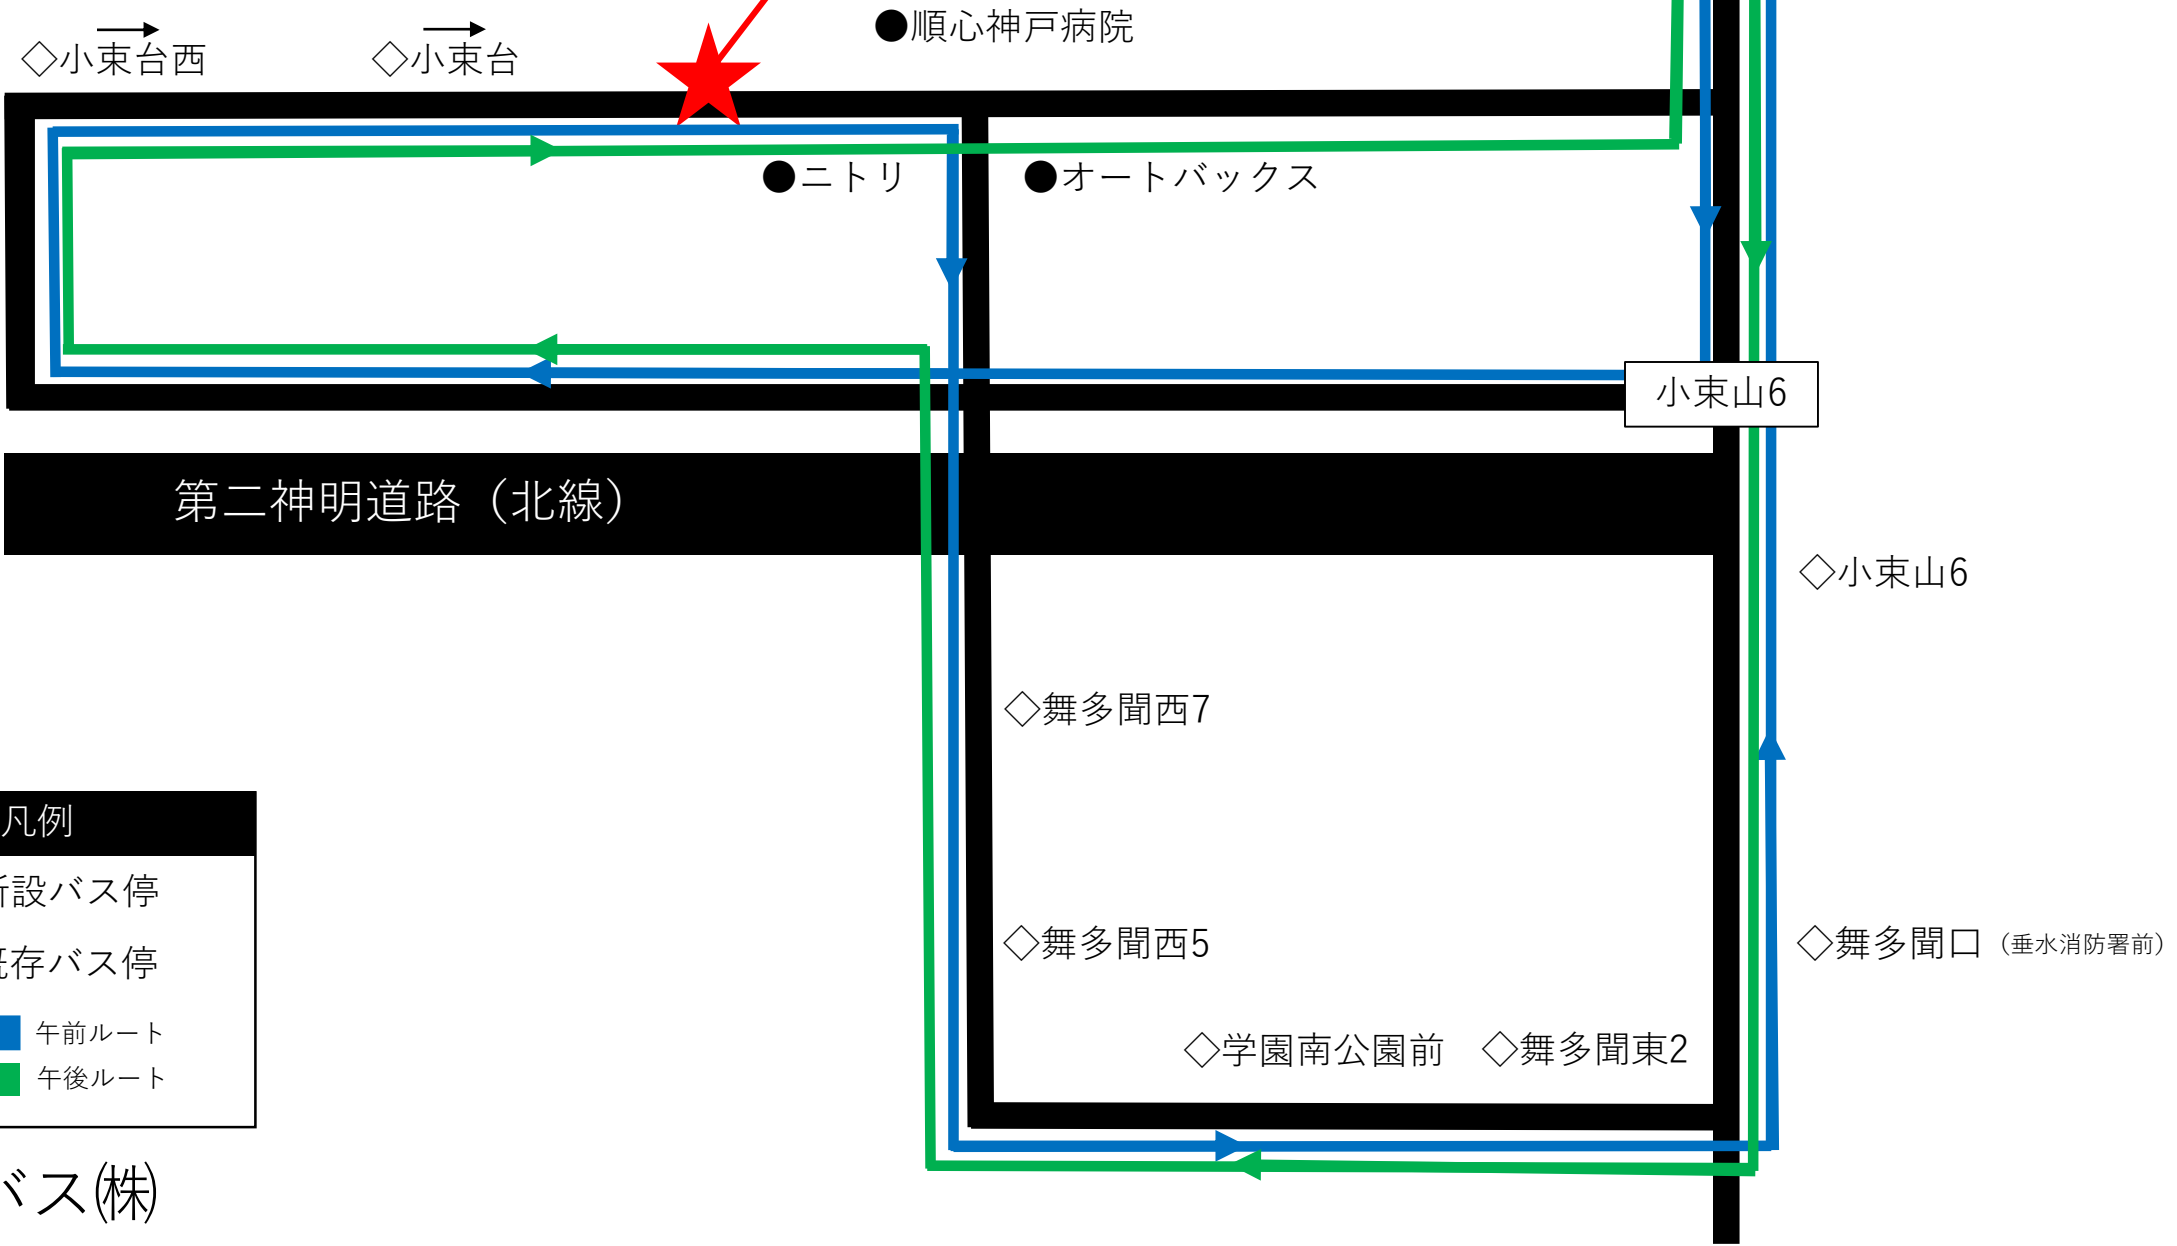 ●順心神戸病院
◇小束台西
◇小束台
●ニトリ
●オートバックス
小束山6
第二神明道路（北線）
◇小束山6
◇舞多聞西7
凡例
設バス停
◇舞多聞西5
◇舞多聞口（垂水消防署前）
存バス停
午前ルート
◇学園南公園前
◇舞多聞東2
午後ルート
バス㈱